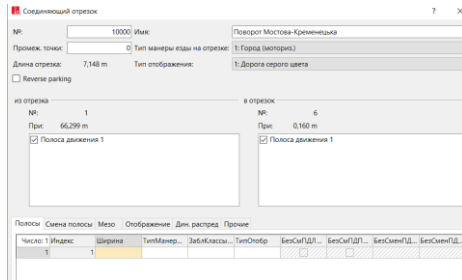 Соединяющий отрезок
? ×
№: 10000 Имя: Поворот Мостова-Кременецька
Промеж. точки: 0 Тип манеры езды на отрезке: 1: Город (моториз.)
Длина отрезка: 7,148 m Тип отображения: 1: Дорога серого цвета
Reverse parking
из отрезка в отрезок
№: 1 №: 6
При: 66,299 m При: 0,160 m
Полоса движения 1 Полоса движения 1
Полосы Смена полосы Мезо Отображение Дин. распред Прочие
Число: 1 Индекс Ширина ТипМанер... ЗаблКлассы... ТипОтобр БезСмПДЛ... БезСмПДП... БезСменПД... БезСменПД...
1 1